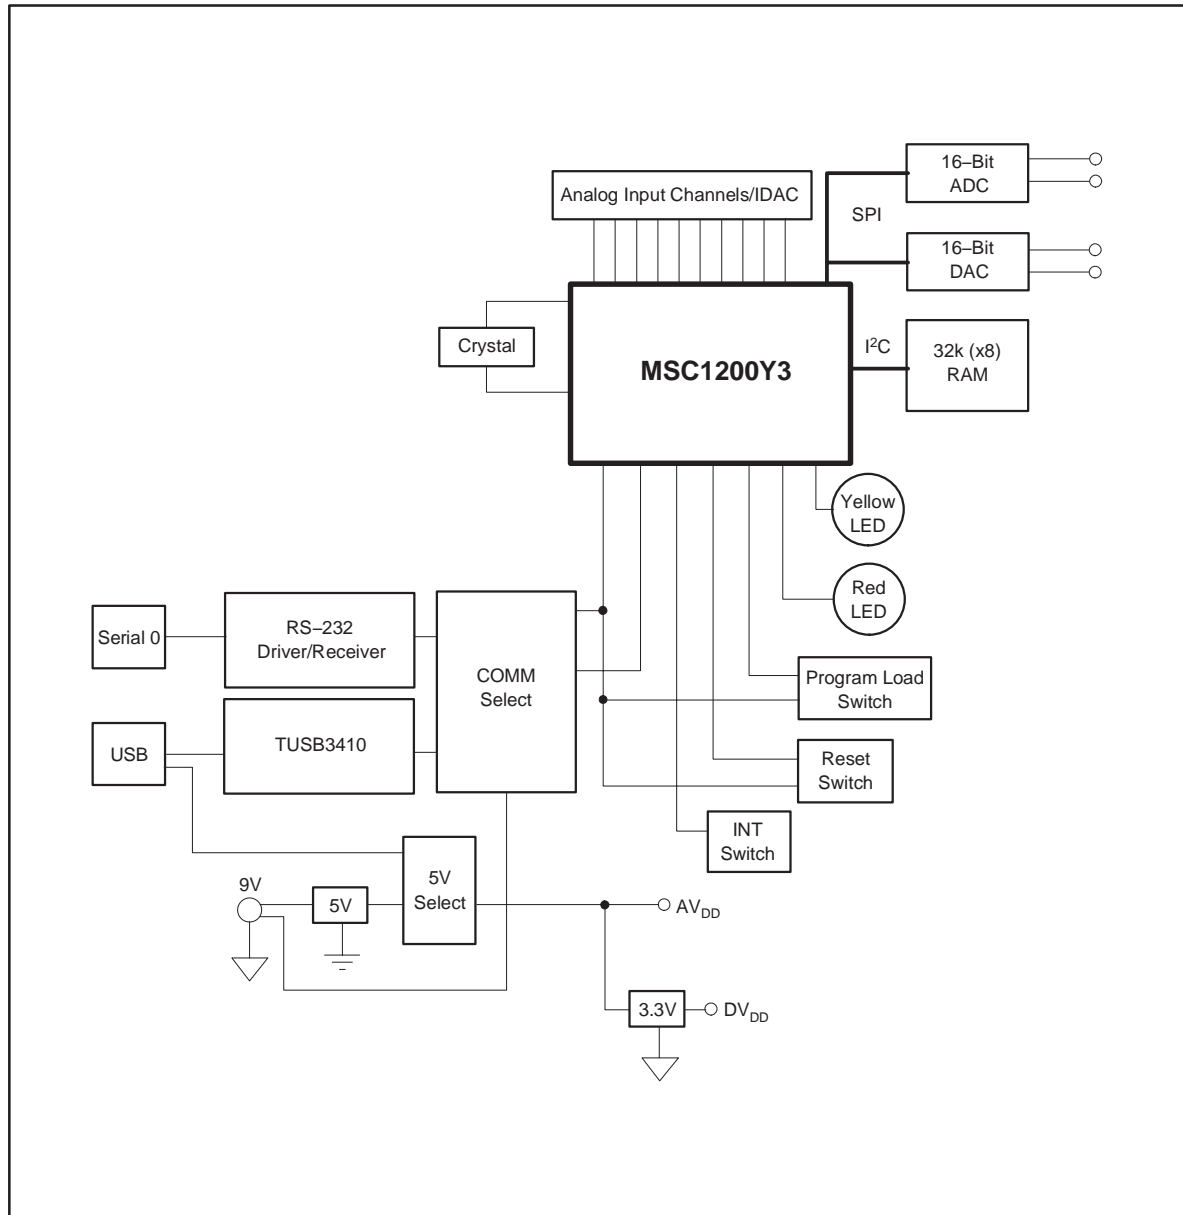 16–Bit
ADC
Analog Input Channels/IDAC
SPI
16–Bit
DAC
Crystal
MSC1200Y3
I²C
32k (x8)
RAM
Yellow
LED
Red
LED
Serial 0
RS–232
Driver/Receiver
COMM
Select
Program Load
Switch
USB
TUSB3410
Reset
Switch
INT
Switch
5V
Select
9V
5V
AVDD
3.3V
DVDD